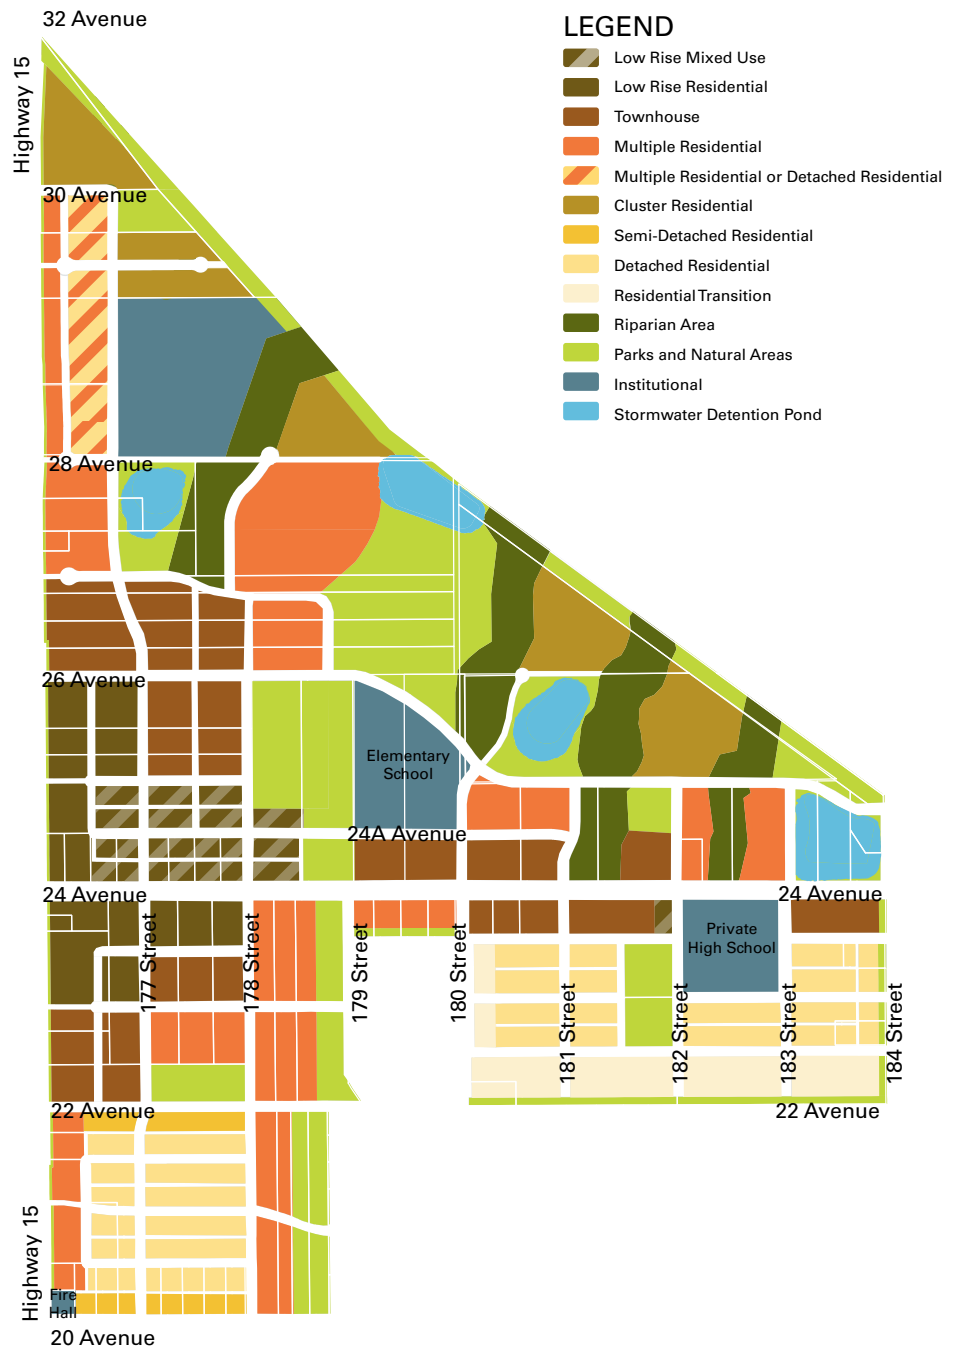 32 Avenue
LEGEND
Highway 15
Low Rise Mixed Use
Low Rise Residential
Townhouse
Multiple Residential
Multiple Residential or Detached Residential
Cluster Residential
Semi-Detached Residential
Detached Residential
Residential Transition
Riparian Area
Parks and Natural Areas
Institutional
Stormwater Detention Pond
30 Avenue
28 Avenue
26 Avenue
Elementary
School
24A Avenue
24 Avenue
24 Avenue
177 Street
178 Street
179 Street
180 Street
Private
High School
181 Street
182 Street
183 Street
184 Street
22 Avenue
22 Avenue
Highway 15
Fire
Hall
20 Avenue